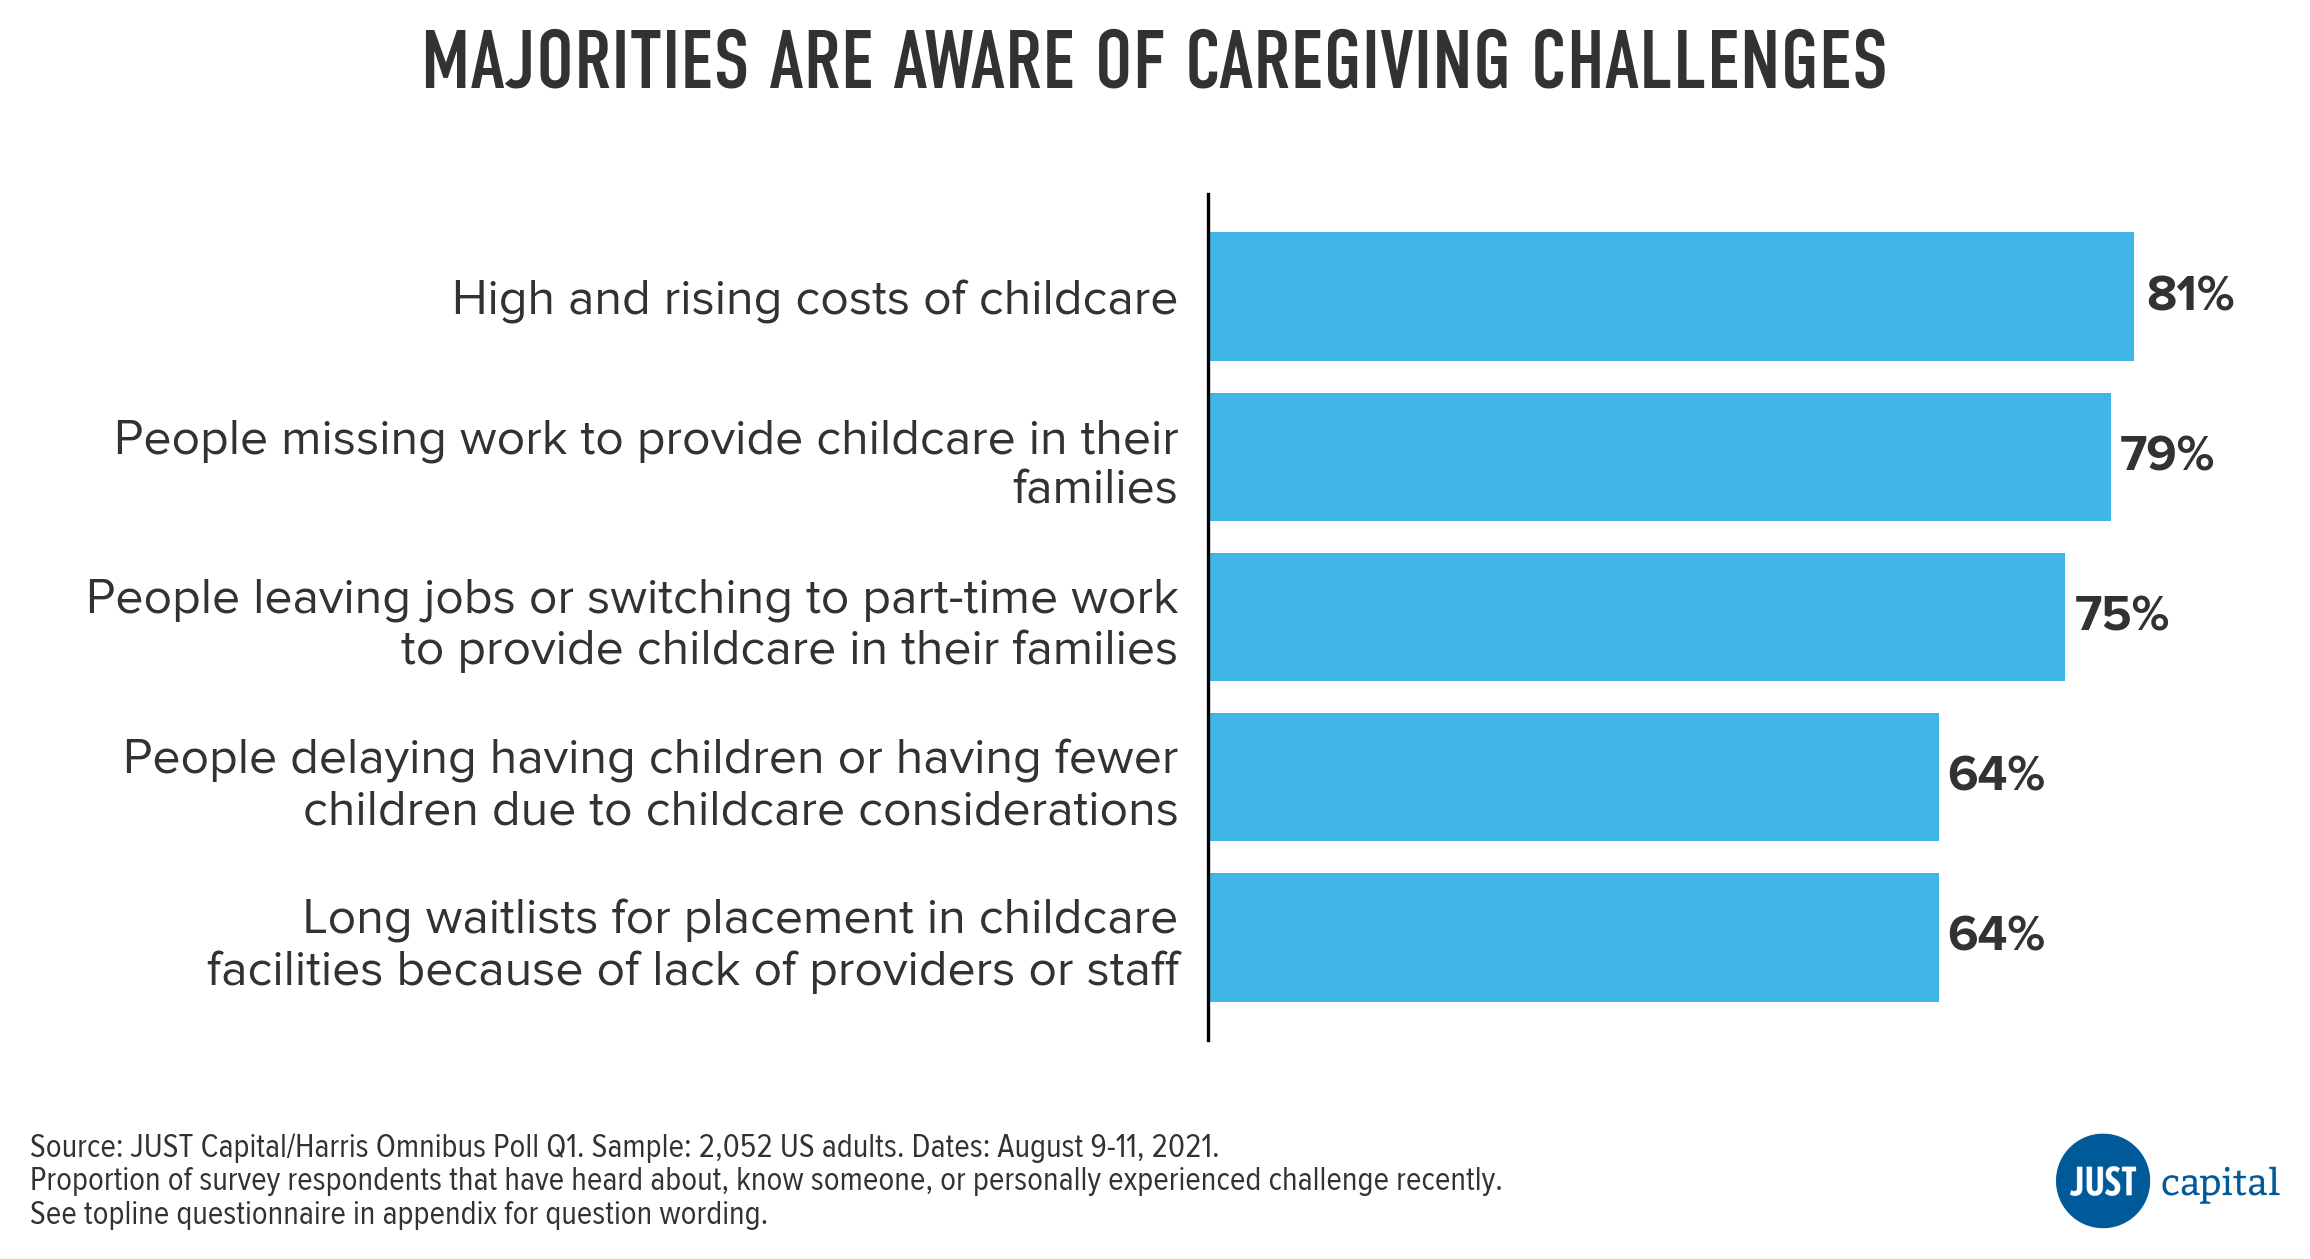 MAJORITIES ARE AWARE OF CAREGIVING CHALLENGES
High and rising costs of childcare
81%
People missing work to provide childcare in their
families
79%
People leaving jobs or switching to part-time work
to provide childcare in their families
75%
People delaying having children or having fewer
children due to childcare considerations
64%
Long waitlists for placement in childcare
facilities because of lack of providers or staff
64%
Source: JUST Capital/Harris Omnibus Poll Q1. Sample: 2,052 US adults. Dates: August 9-11, 2021.
Proportion of survey respondents that have heard about, know someone, or personally experienced challenge recently.
See topline questionnaire in appendix for question wording.
JUST capital